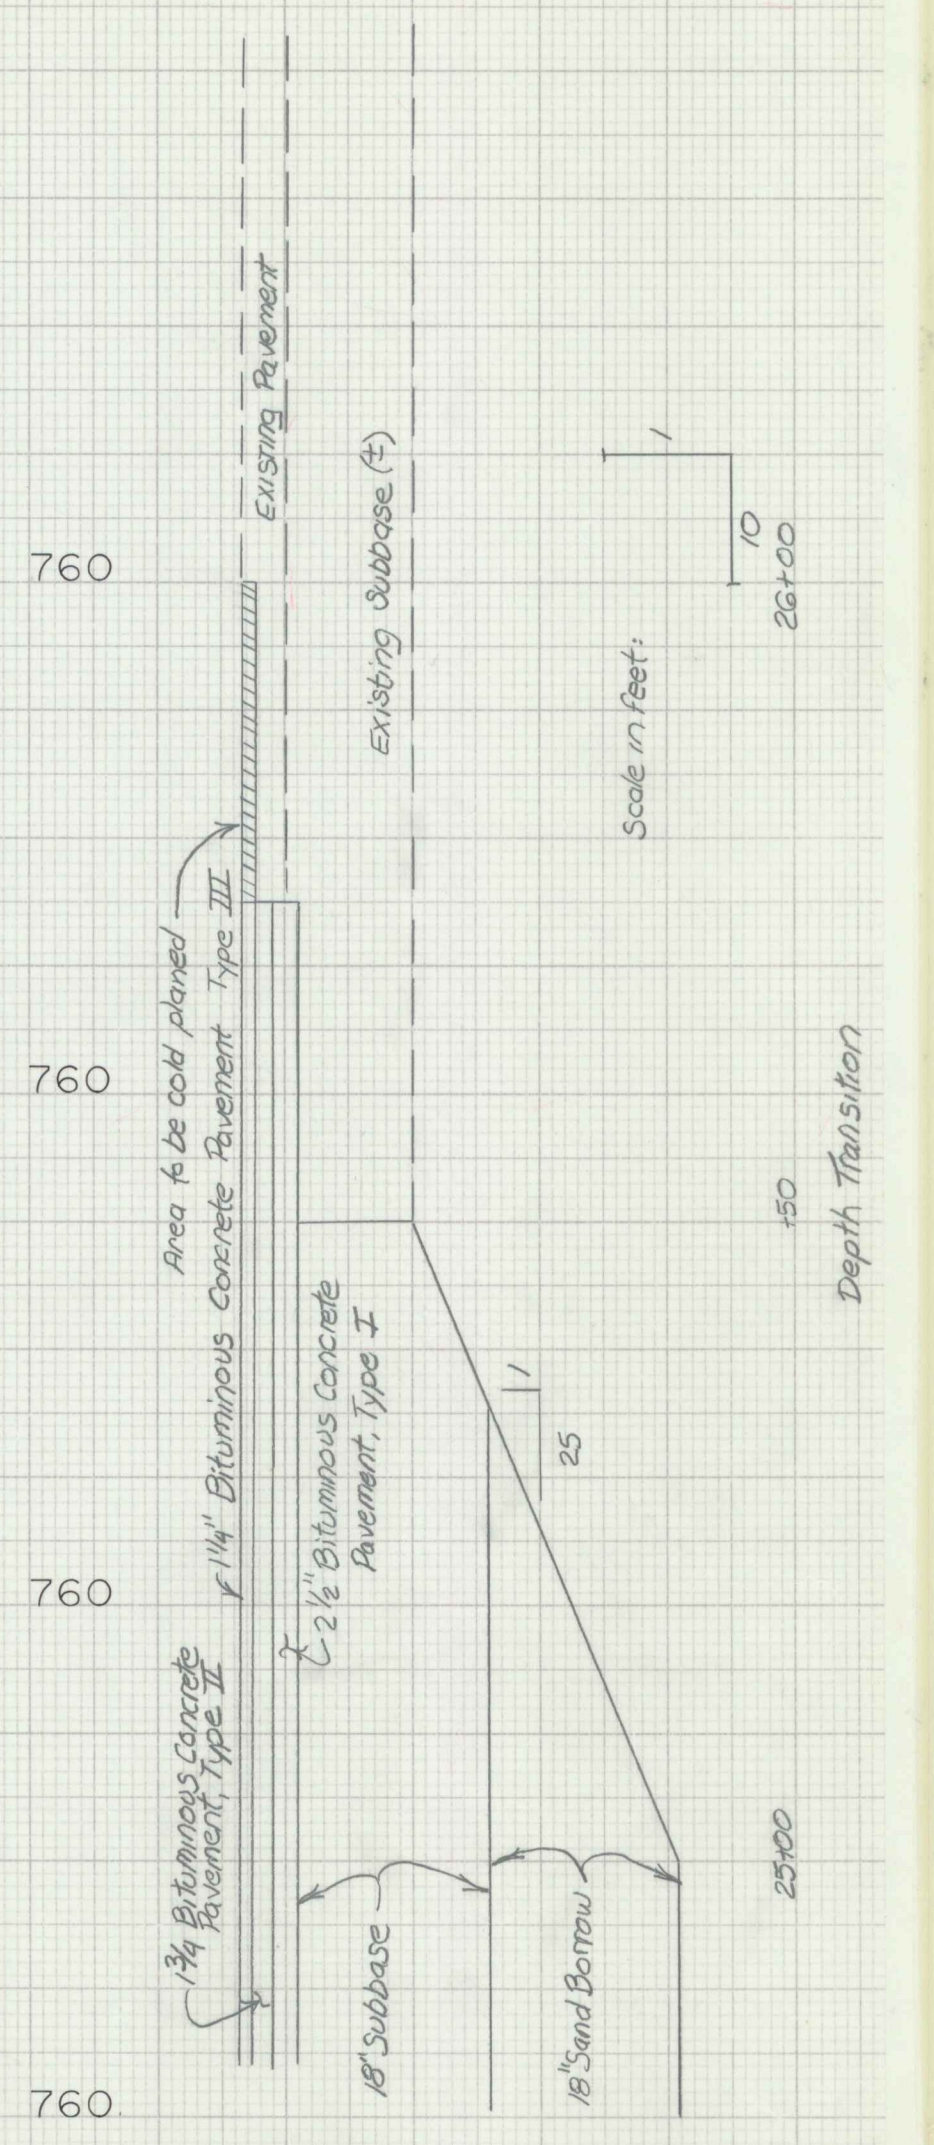 760
760
760
760.
Existing Pavement
Existing Subbase (±)
Area to be cold planed
1¼" Bituminous Concrete Pavement Type III
1¾ Bituminous Concrete
Pavement, Type II
2½" Bituminous Concrete
Pavement, Type I
18" Subbase
18" Sand Borrow
1
25
Scale in feet:
1
10
25+00
+50
26+00
Depth Transition